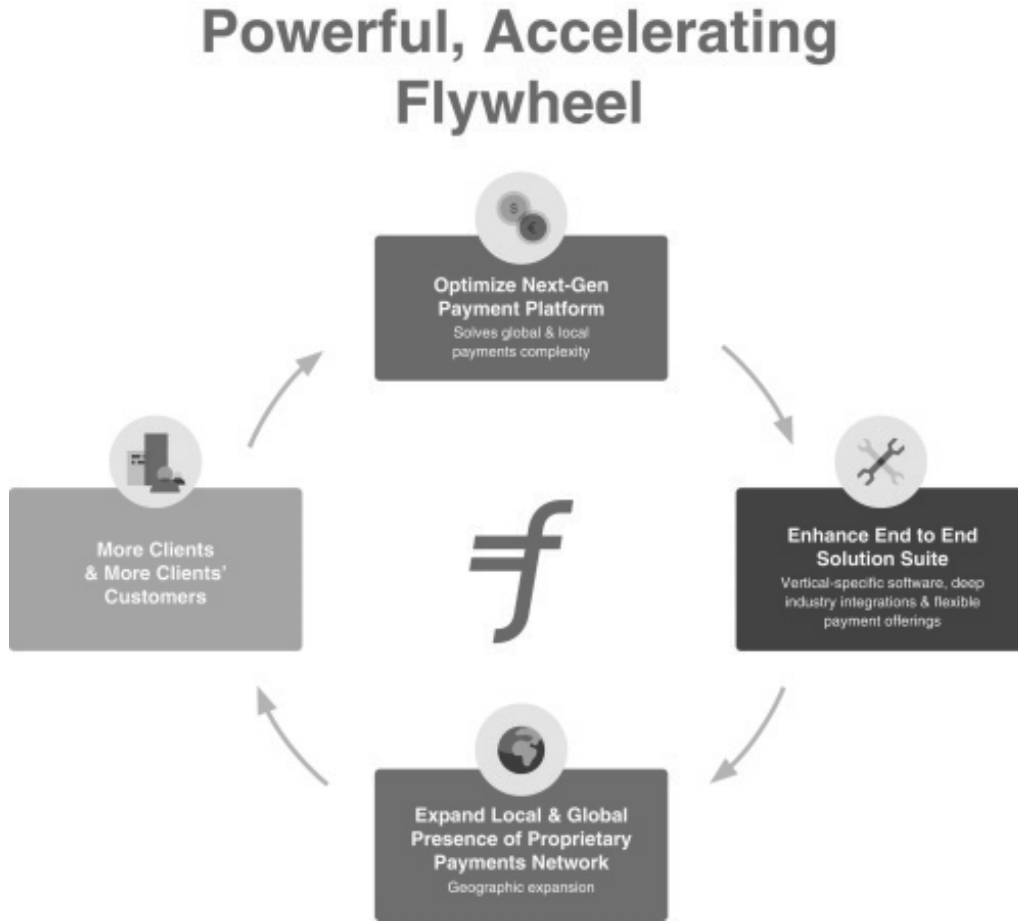 Powerful, Accelerating
Flywheel
$
€
Optimize Next-Gen
Payment Platform
Solves global & local
payments complexity
More Clients
& More Clients'
Customers
Enhance End to End
Solution Suite
Vertical-specific software, deep
industry integrations & flexible
payment offerings
Expand Local & Global
Presence of Proprietary
Payments Network
Geographic expansion